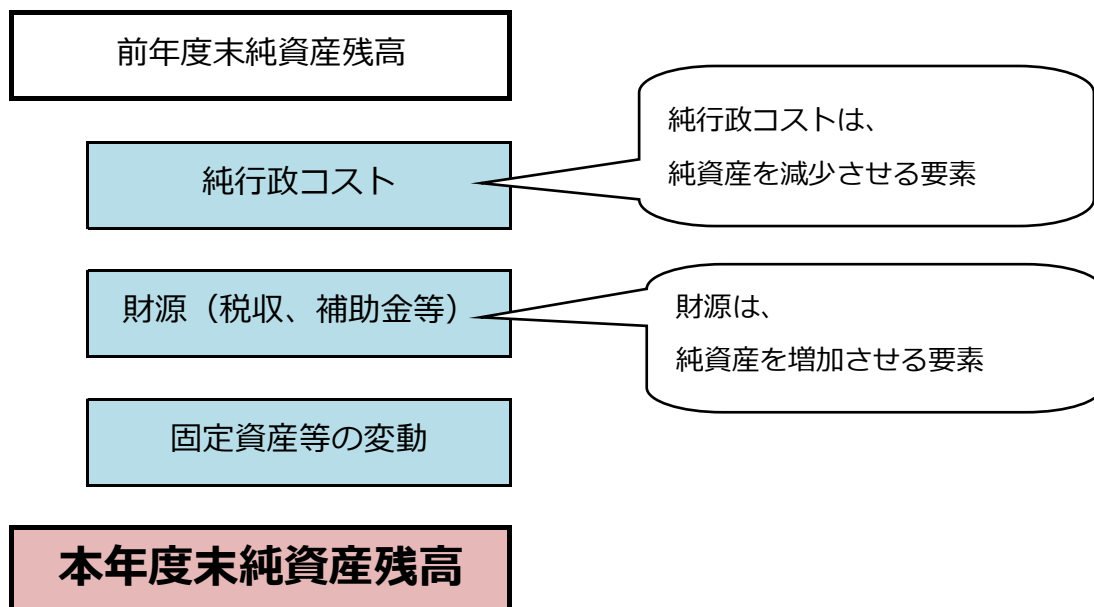 前年度末純資産残高
純行政コスト
純行政コストは、
純資産を減少させる要素
財源（税収、補助金等）
財源は、
純資産を増加させる要素
固定資産等の変動
本年度末純資産残高